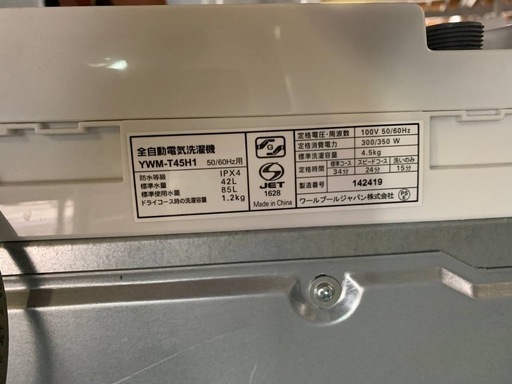 全自動電気洗濯機
YWM-T45H1 50/60Hz用
防水等級 IPX4
標準水量 42L
標準使用水量 85L
ドライコース時の洗濯容量 1.2kg
G
S
JET
1628
Made in China
定格電圧・周波数 100V 50/60Hz
定格消費電力 300/350 W
標準洗濯容量 4.5kg
定格時間 標準コース スピードコース 洗いのみ
34分 24分 15分
製造番号 142419
ワールプールジャパン株式会社
PSE